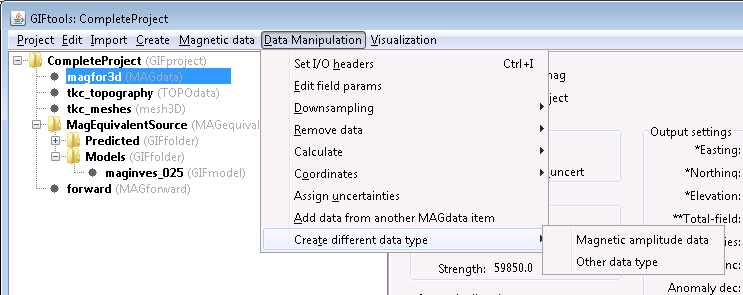 GIFtools: CompleteProject
Project Edit Import Create Magnetic data Data Manipulation Visualization
CompleteProject (GIFproject)
magfor3d (MAGdata)
tkc_topography (TOPOdata)
tkc_meshes (mesh3D)
MagEquivalentSource (MAGequival
Predicted (GIFfolder)
Models (GIFfolder)
maginves_025 (GIFmodel)
forward (MAGforward)
Set I/O headers Ctrl+I
Edit field params
Downsampling
Remove data
Calculate
Coordinates
Assign uncertainties
Add data from another MAGdata item
Create different data type
Magnetic amplitude data
Other data type
mag
ject
uncert
Strength: 59850.0
Output settings
*Easting:
*Northing:
*Elevation:
**Total-field:
ies:
nc:
Anomaly dec: